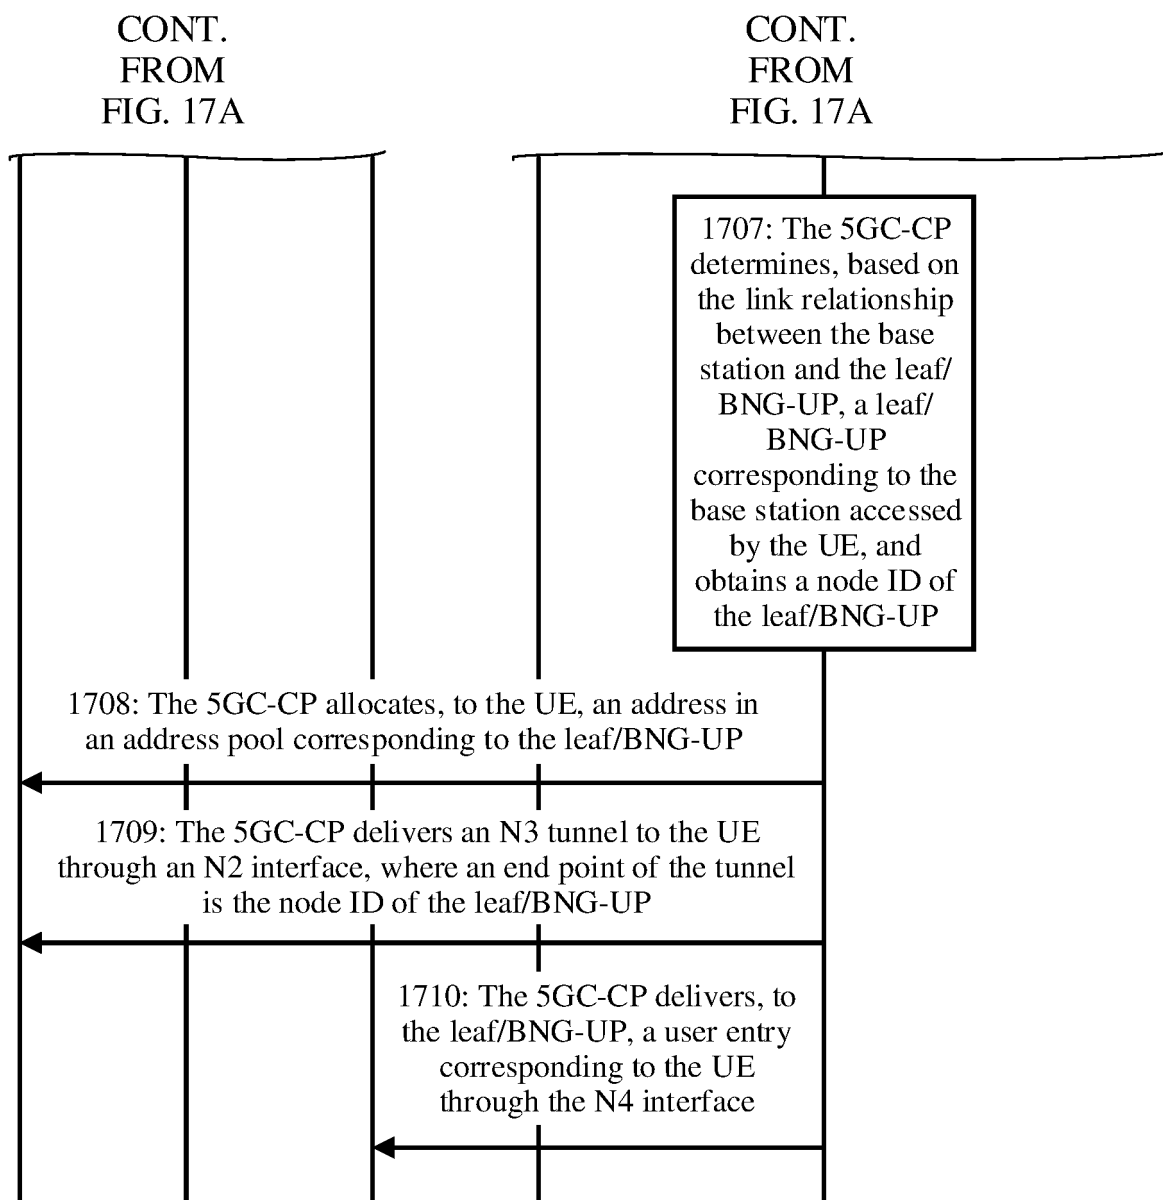 CONT.
FROM
FIG. 17A
CONT.
FROM
FIG. 17A
1707: The 5GC-CP
determines, based on
the link relationship
between the base
station and the leaf/
BNG-UP, a leaf/
BNG-UP
corresponding to the
base station accessed
by the UE, and
obtains a node ID of
the leaf/BNG-UP
1708: The 5GC-CP allocates, to the UE, an address in
an address pool corresponding to the leaf/BNG-UP
1709: The 5GC-CP delivers an N3 tunnel to the UE
through an N2 interface, where an end point of the tunnel
is the node ID of the leaf/BNG-UP
1710: The 5GC-CP delivers, to
the leaf/BNG-UP, a user entry
corresponding to the UE
through the N4 interface